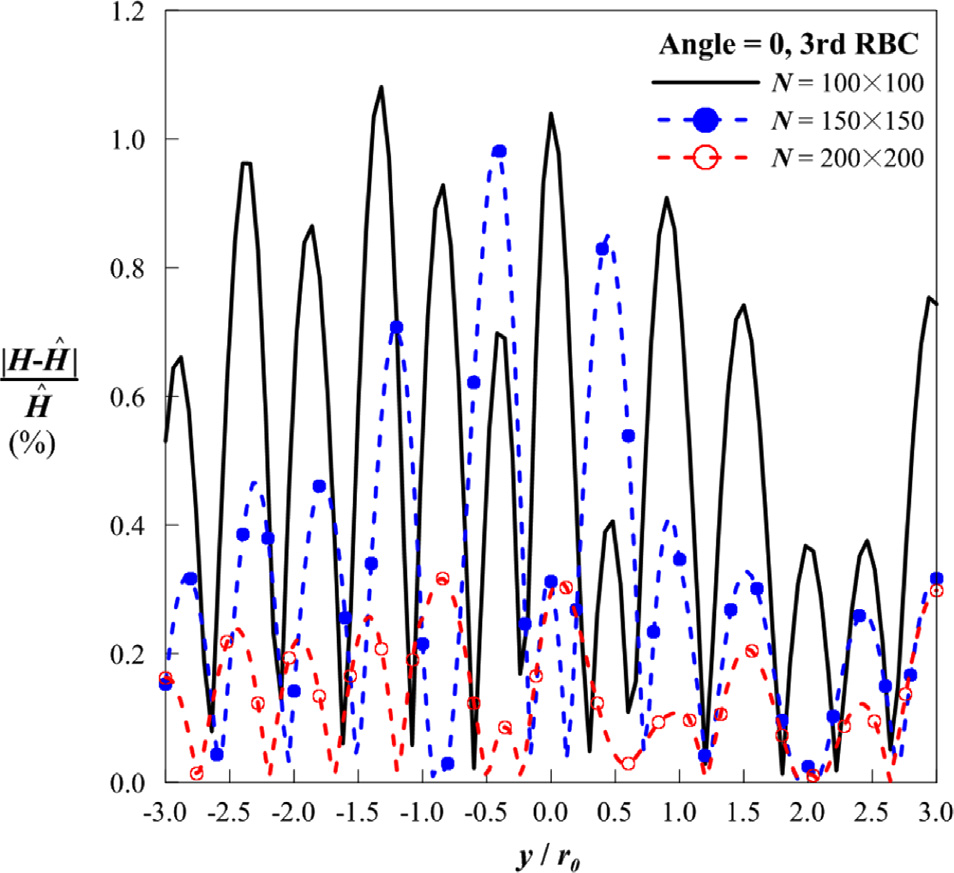 1.2
1.0
0.8
0.6
0.4
0.2
0.0
|H-Ĥ|
Ĥ
(%)
Angle = 0, 3rd RBC
N = 100×100
N = 150×150
N = 200×200
-3.0 -2.5 -2.0 -1.5 -1.0 -0.5 0.0 0.5 1.0 1.5 2.0 2.5 3.0
y / r₀